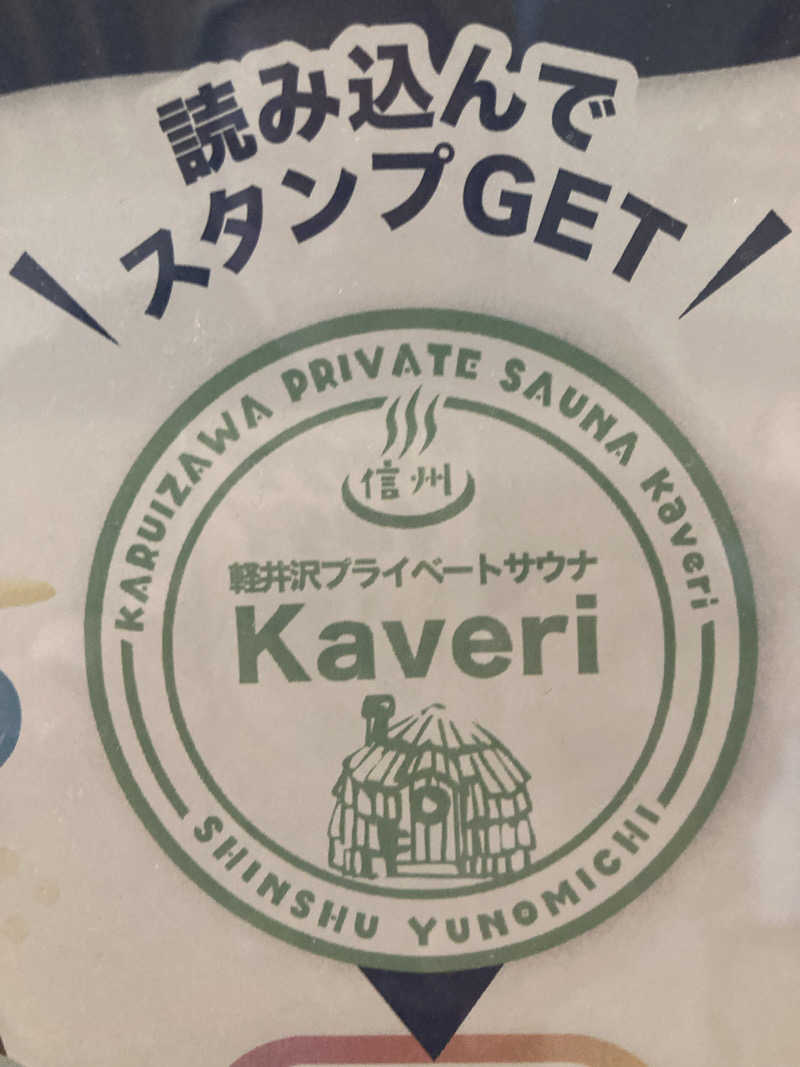 読み込んで
スタンプGET
KARUIZAWA PRIVATE SAUNA Kaveri
信州
軽井沢プライベートサウナ
Kaveri
SHINSHU YUNOMICHI